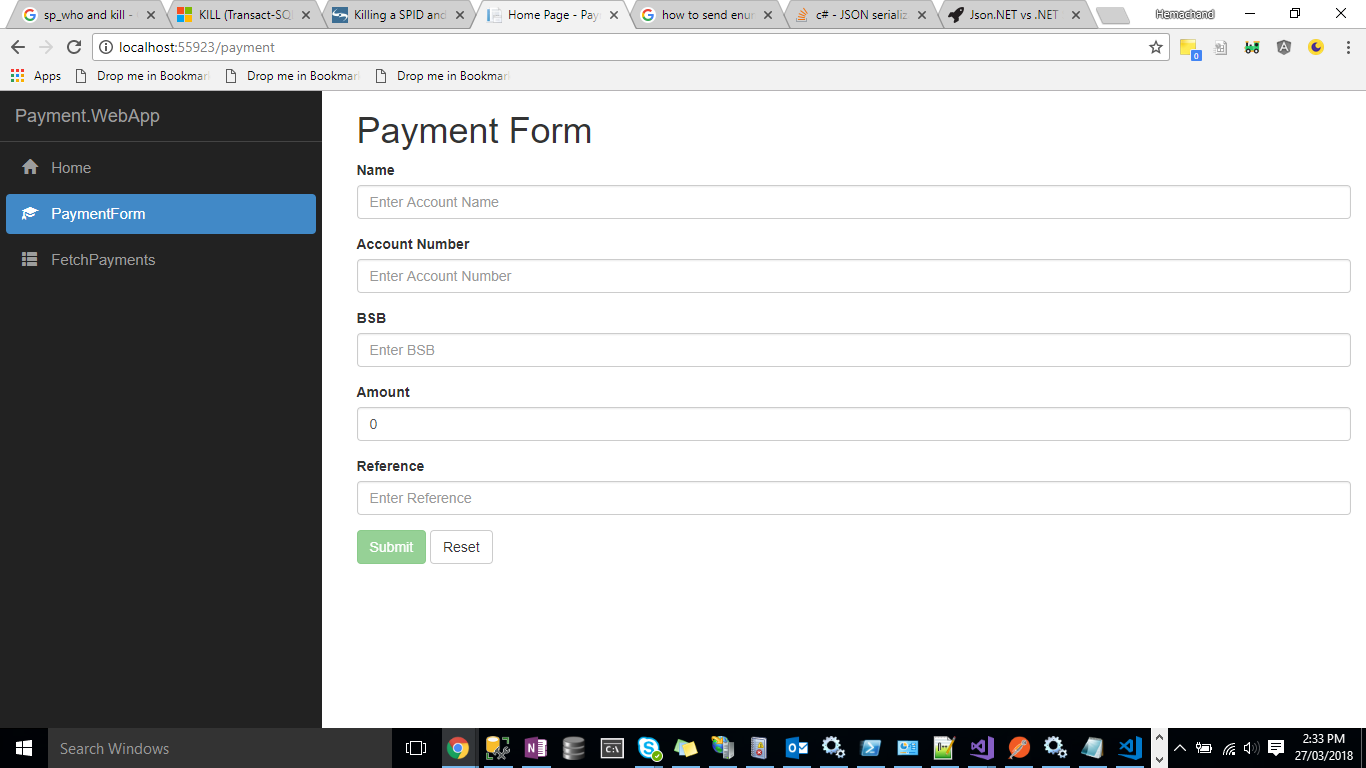 sp_who and kill -
KILL (Transact-SQ
Killing a SPID and
Home Page - Pay
how to send enum
c# - JSON serializ
Json.NET vs .NET
Hemachand
localhost:55923/payment
0
Apps
Drop me in Bookmar
Drop me in Bookmar
Drop me in Bookmar
Payment.WebApp
Home
PaymentForm
FetchPayments
Payment Form
Name
Enter Account Name
Account Number
Enter Account Number
BSB
Enter BSB
Amount
0
Reference
Enter Reference
Submit Reset
Search Windows
2:33 PM
27/03/2018